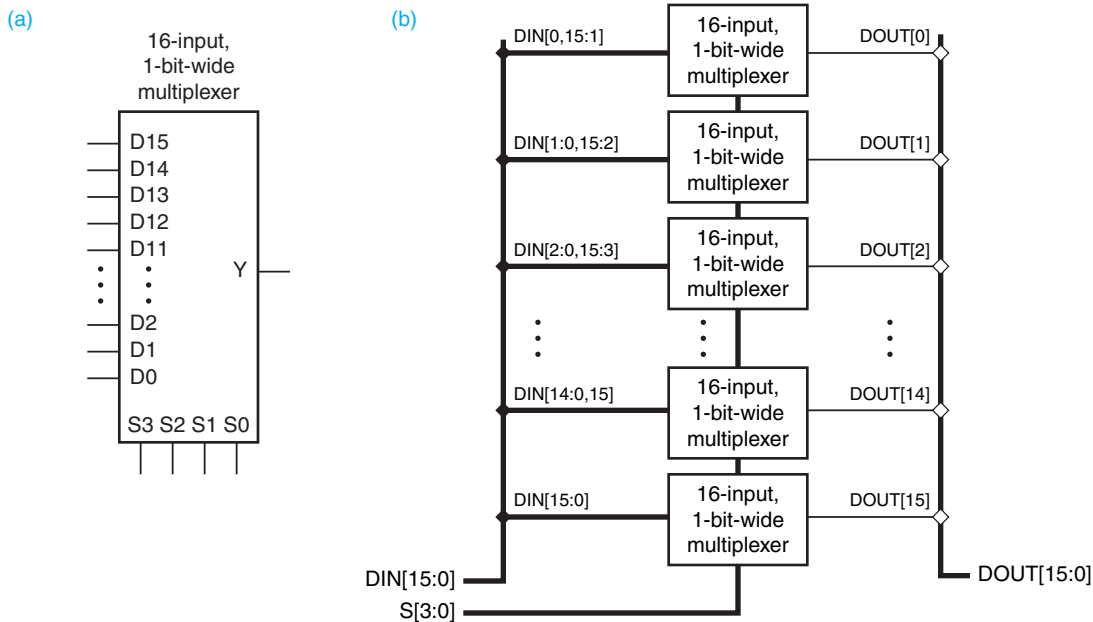 (a)
16-input,
1-bit-wide
multiplexer
D15
D14
D13
D12
D11
D2
D1
D0
Y
S3 S2 S1 S0
(b)
DIN[0,15:1]
16-input,
1-bit-wide
multiplexer
DOUT[0]
DIN[1:0,15:2]
16-input,
1-bit-wide
multiplexer
DOUT[1]
DIN[2:0,15:3]
16-input,
1-bit-wide
multiplexer
DOUT[2]
DIN[14:0,15]
16-input,
1-bit-wide
multiplexer
DOUT[14]
DIN[15:0]
16-input,
1-bit-wide
multiplexer
DOUT[15]
DIN[15:0]
DOUT[15:0]
S[3:0]